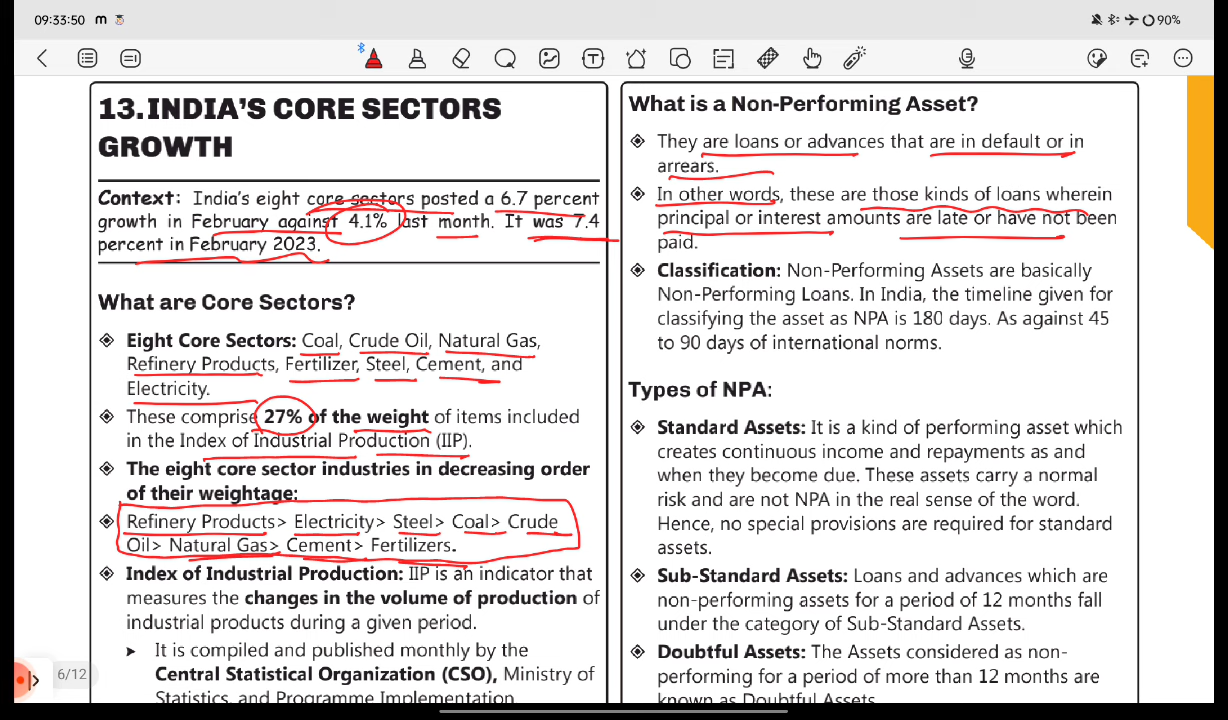 09:33:50 m
90%
13.INDIA'S CORE SECTORS
GROWTH
Context: India's eight core sectors posted a 6.7 percent
growth in February against 4.1% last month. It was 7.4
percent in February 2023.
What are Core Sectors?
Eight Core Sectors: Coal, Crude Oil, Natural Gas,
Refinery Products, Fertilizer, Steel, Cement, and
Electricity.
These comprise 27% of the weight of items included
in the Index of Industrial Production (IIP).
The eight core sector industries in decreasing order
of their weightage:
Refinery Products> Electricity> Steel> Coal> Crude
Oil> Natural Gas> Cement> Fertilizers.
Index of Industrial Production: IIP is an indicator that
measures the changes in the volume of production of
industrial products during a given period.
It is compiled and published monthly by the
Central Statistical Organization (CSO), Ministry of
Statistics, and Programme Implementation
6/12
What is a Non-Performing Asset?
They are loans or advances that are in default or in
arrears.
In other words, these are those kinds of loans wherein
principal or interest amounts are late or have not been
paid.
Classification: Non-Performing Assets are basically
Non-Performing Loans. In India, the timeline given for
classifying the asset as NPA is 180 days. As against 45
to 90 days of international norms.
Types of NPA:
Standard Assets: It is a kind of performing asset which
creates continuous income and repayments as and
when they become due. These assets carry a normal
risk and are not NPA in the real sense of the word.
Hence, no special provisions are required for standard
assets.
Sub-Standard Assets: Loans and advances which are
non-performing assets for a period of 12 months fall
under the category of Sub-Standard Assets.
Doubtful Assets: The Assets considered as non-
performing for a period of more than 12 months are
known as Doubtful Assets.